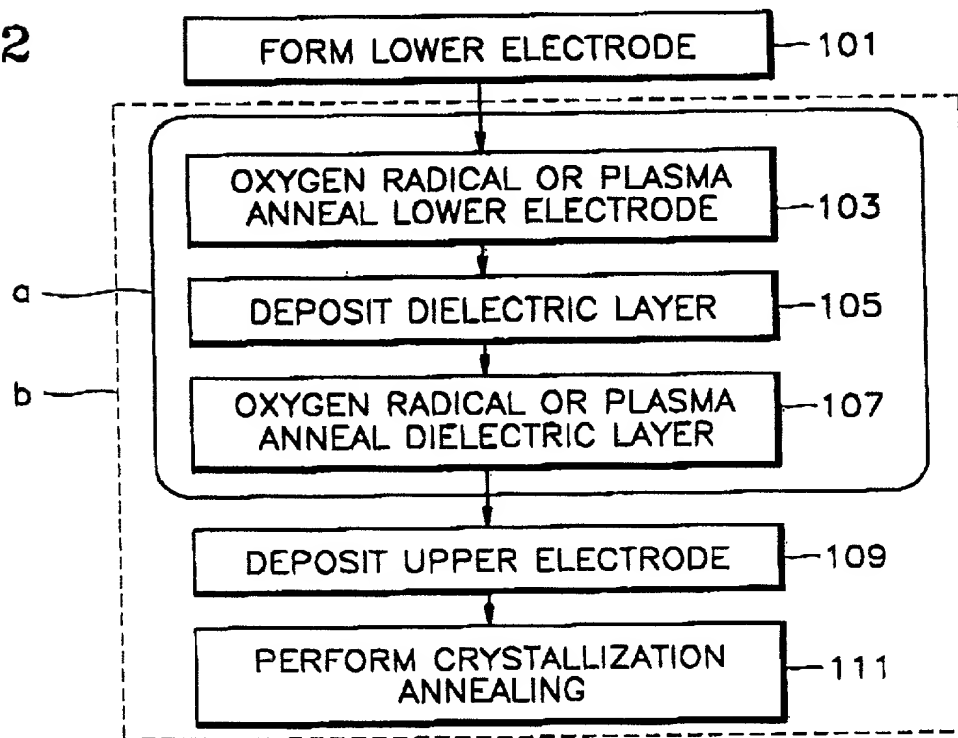 2
FORM LOWER ELECTRODE
101
OXYGEN RADICAL OR PLASMA
ANNEAL LOWER ELECTRODE
103
a
DEPOSIT DIELECTRIC LAYER
105
b
OXYGEN RADICAL OR PLASMA
ANNEAL DIELECTRIC LAYER
107
DEPOSIT UPPER ELECTRODE
109
PERFORM CRYSTALLIZATION
ANNEALING
111